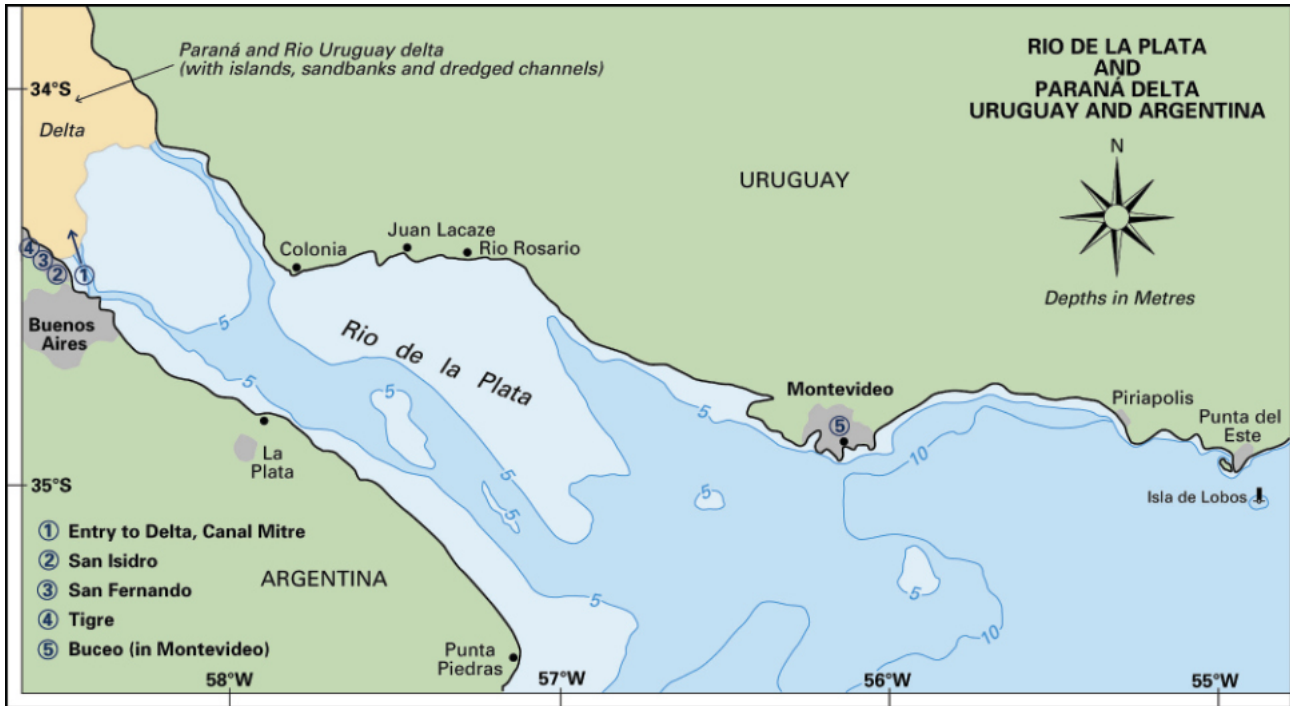 RIO DE LA PLATA
AND
PARANÁ DELTA
URUGUAY AND ARGENTINA
N
Depths in Metres
Paraná and Rio Uruguay delta
(with islands, sandbanks and dredged channels)
34°S
Delta
URUGUAY
Juan Lacaze
Colonia
Rio Rosario
4
3
2
1
Buenos
Aires
5
Rio de la Plata
5
5
5
Montevideo
5
Piriapolis
Punta del
Este
10
La
Plata
5
5
5
35°S
Isla de Lobos
① Entry to Delta, Canal Mitre
② San Isidro
③ San Fernando
④ Tigre
⑤ Buceo (in Montevideo)
ARGENTINA
5
5
10
Punta
Piedras
58°W
57°W
56°W
55°W